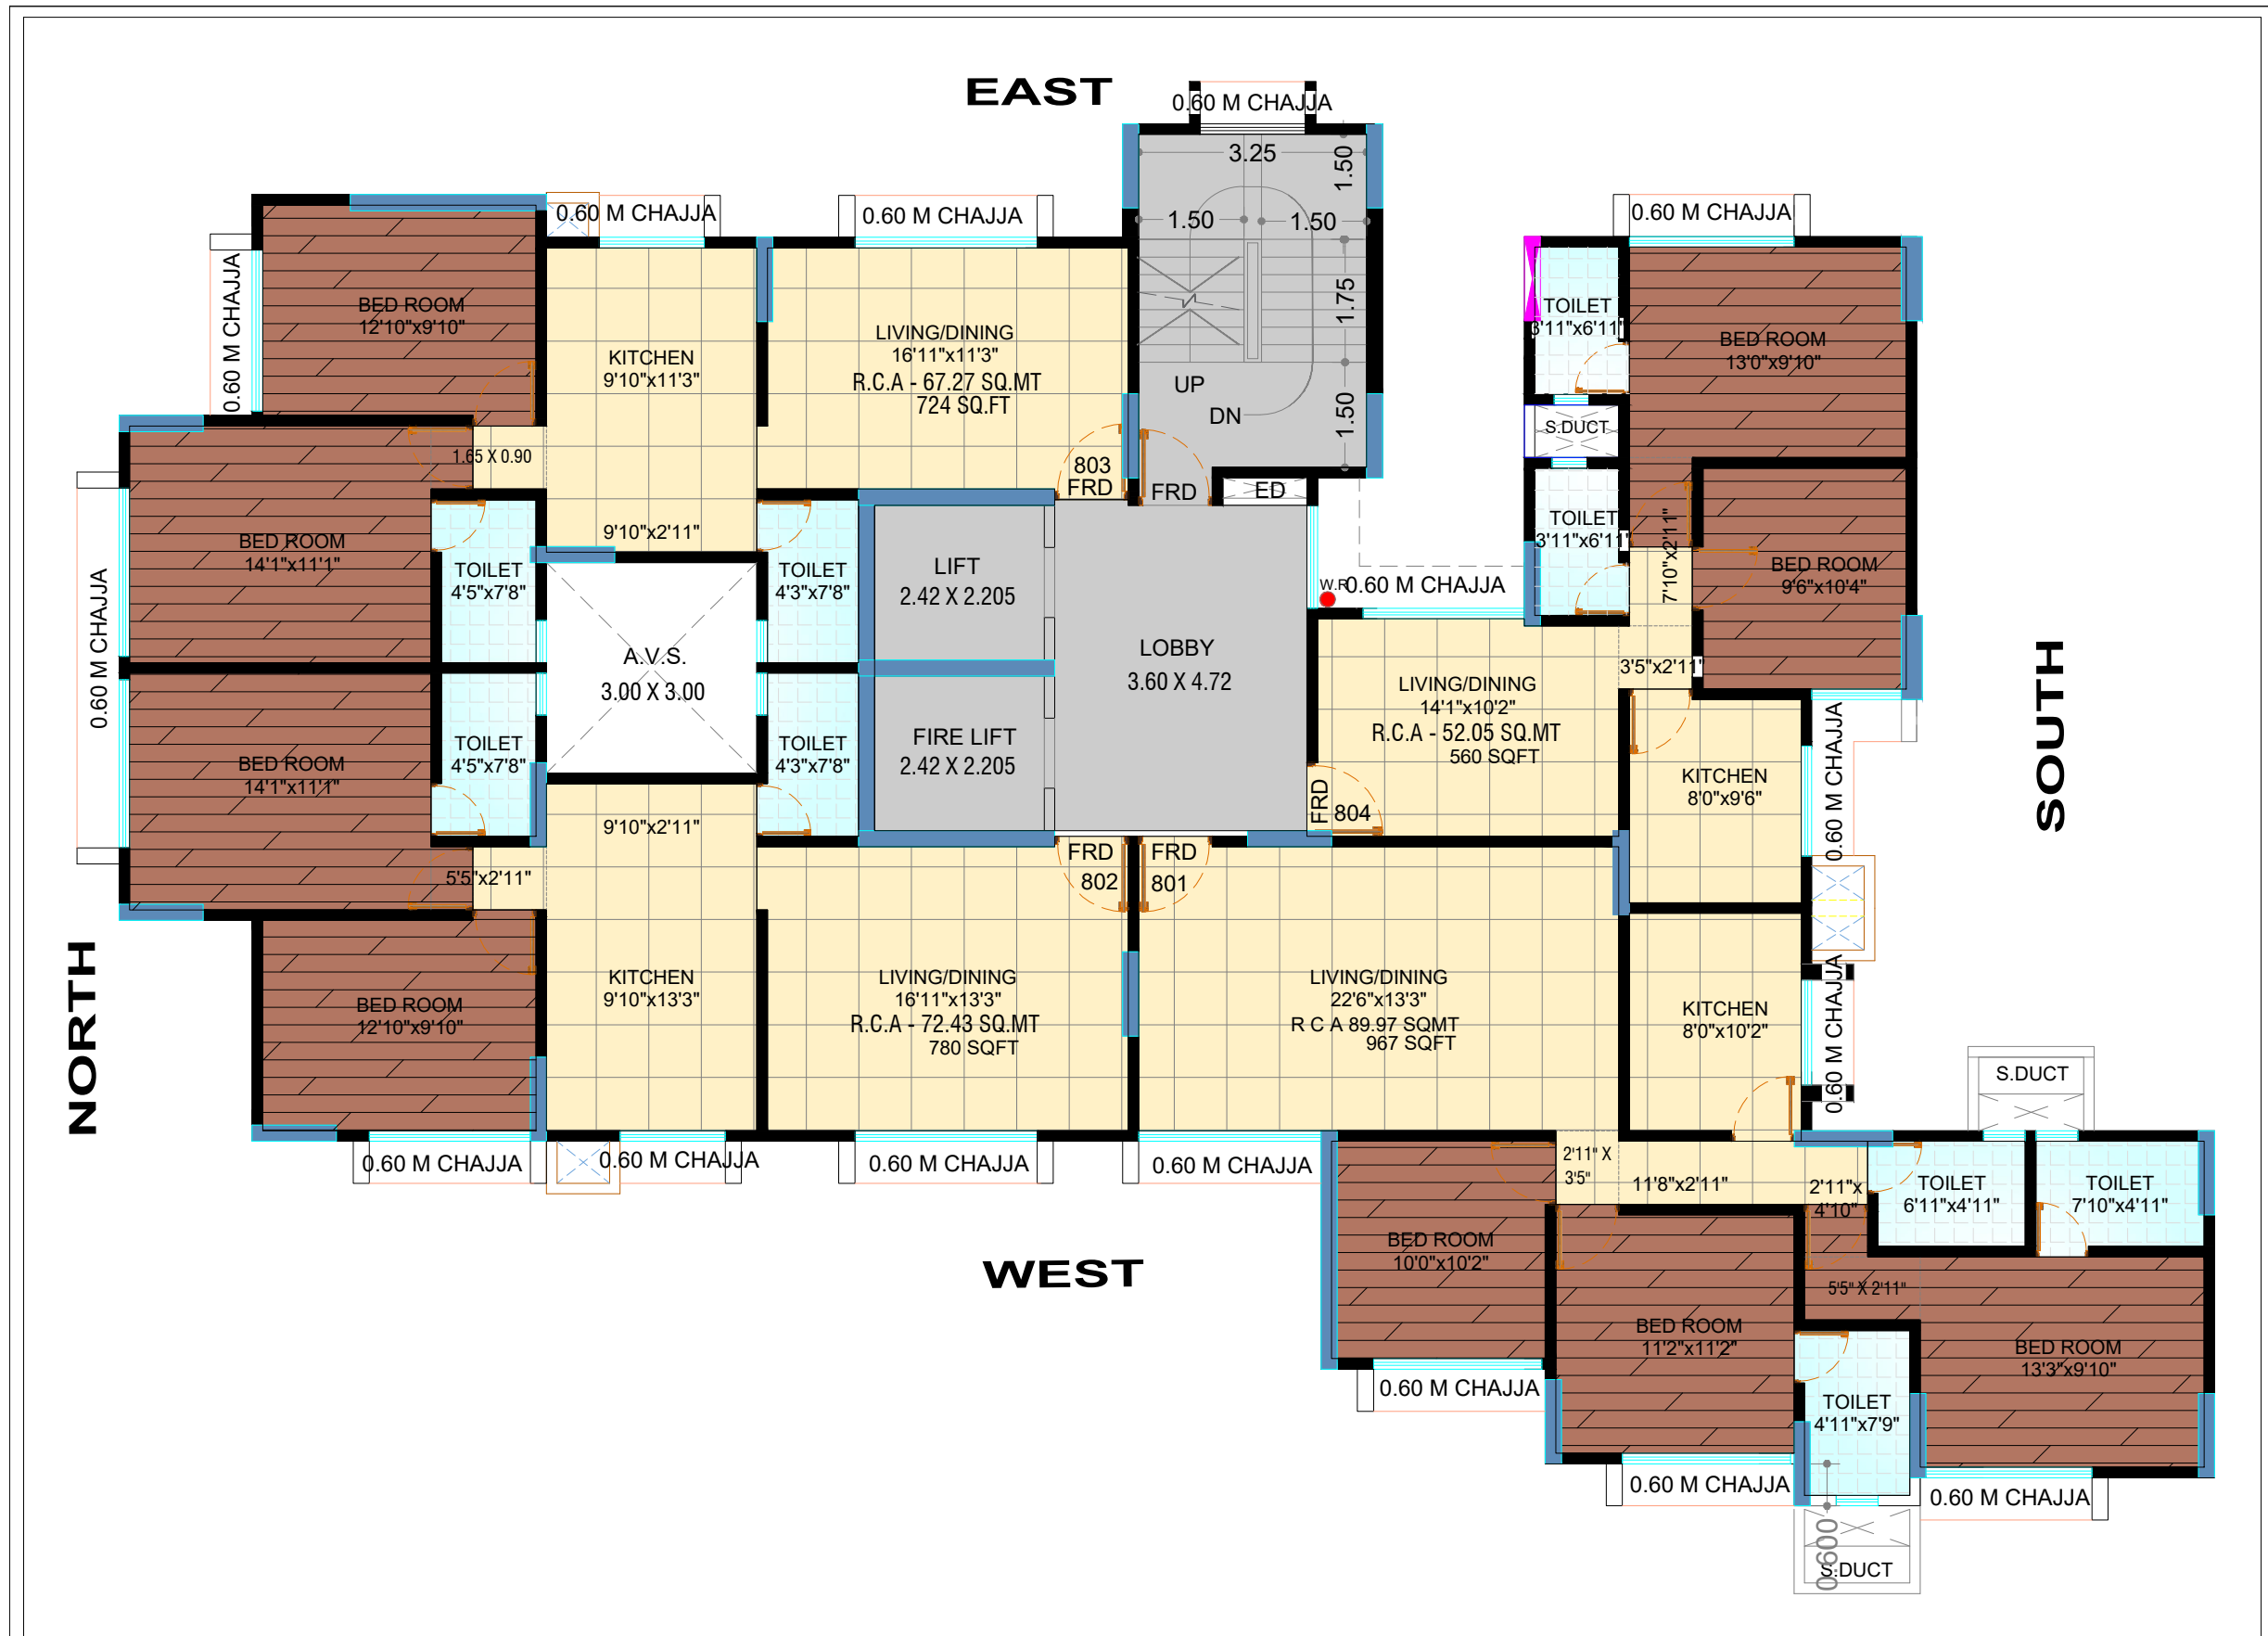 EAST
0.60 M CHAJJA
3.25
1.50
1.50
1.50
1.75
1.50
UP
DN
0.60 M CHAJJA
0.60 M CHAJJA
0.60 M CHAJJA
0.60 M CHAJJA
BED ROOM
12'10"x9'10"
KITCHEN
9'10"x11'3"
LIVING/DINING
16'11"x11'3"
R.C.A - 67.27 SQ.MT
724 SQ.FT
803
FRD
FRD
ED
TOILET
3'11"x6'11"
BED ROOM
13'0"x9'10"
S.DUCT
1.65 X 0.90
9'10"x2'11"
BED ROOM
14'1"x11'1"
TOILET
4'5"x7'8"
TOILET
4'3"x7'8"
LIFT
2.42 X 2.205
W.R
0.60 M CHAJJA
TOILET
3'11"x6'11"
7'10"x2'11"
BED ROOM
9'6"x10'4"
0.60 M CHAJJA
A.V.S.
3.00 X 3.00
LOBBY
3.60 X 4.72
3'5"x2'11"
LIVING/DINING
14'1"x10'2"
R.C.A - 52.05 SQ.MT
560 SQFT
SOUTH
BED ROOM
14'1"x11'1"
TOILET
4'5"x7'8"
TOILET
4'3"x7'8"
FIRE LIFT
2.42 X 2.205
FRD
804
KITCHEN
8'0"x9'6"
0.60 M CHAJJA
9'10"x2'11"
5'5"x2'11"
FRD
802
FRD
801
NORTH
BED ROOM
12'10"x9'10"
KITCHEN
9'10"x13'3"
LIVING/DINING
16'11"x13'3"
R.C.A - 72.43 SQ.MT
780 SQFT
LIVING/DINING
22'6"x13'3"
R C A 89.97 SQMT
967 SQFT
KITCHEN
8'0"x10'2"
0.60 M CHAJJA
S.DUCT
0.60 M CHAJJA
0.60 M CHAJJA
0.60 M CHAJJA
0.60 M CHAJJA
2'11" X
3'5"
11'8"x2'11"
2'11"x
4'10"
TOILET
6'11"x4'11"
TOILET
7'10"x4'11"
WEST
BED ROOM
10'0"x10'2"
5'5" X 2'11"
BED ROOM
11'2"x11'2"
BED ROOM
13'3"x9'10"
0.60 M CHAJJA
TOILET
4'11"x7'9"
0.60 M CHAJJA
0.60 M CHAJJA
0.600
S.DUCT